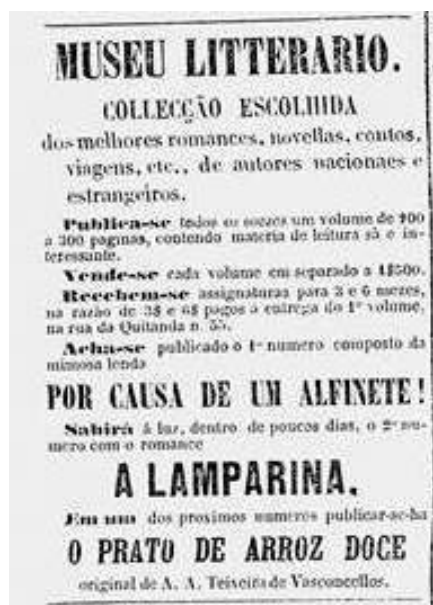 MUSEU LITTERARIO.
COLLECÇÃO ESCOLHIDA
dos melhores romances, novellas, contos,
viagens, etc., de autores nacionaes e
estrangeiros.
Publica-se todos os mezes um volume de 200
a 300 paginas, contendo materia de leitura sã e in-
teressante.
Vende-se cada volume em separado a 1$500.
Recebem-se assignaturas para 3 e 6 mezes,
na razão de 3$ e 6$ pagos á entrega do 1º volume,
na rua da Quitanda n. 55.
Acha-se publicado o 1º numero composto da
mimosa lenda
POR CAUSA DE UM ALFINETE!
Sahirá á luz, dentro de poucos dias, o 2º nu-
mero com o romance
A LAMPARINA.
Em um dos proximos numeros publicar-se-ha
O PRATO DE ARROZ DOCE
original de A. A. Teixeira de Vasconcellos.